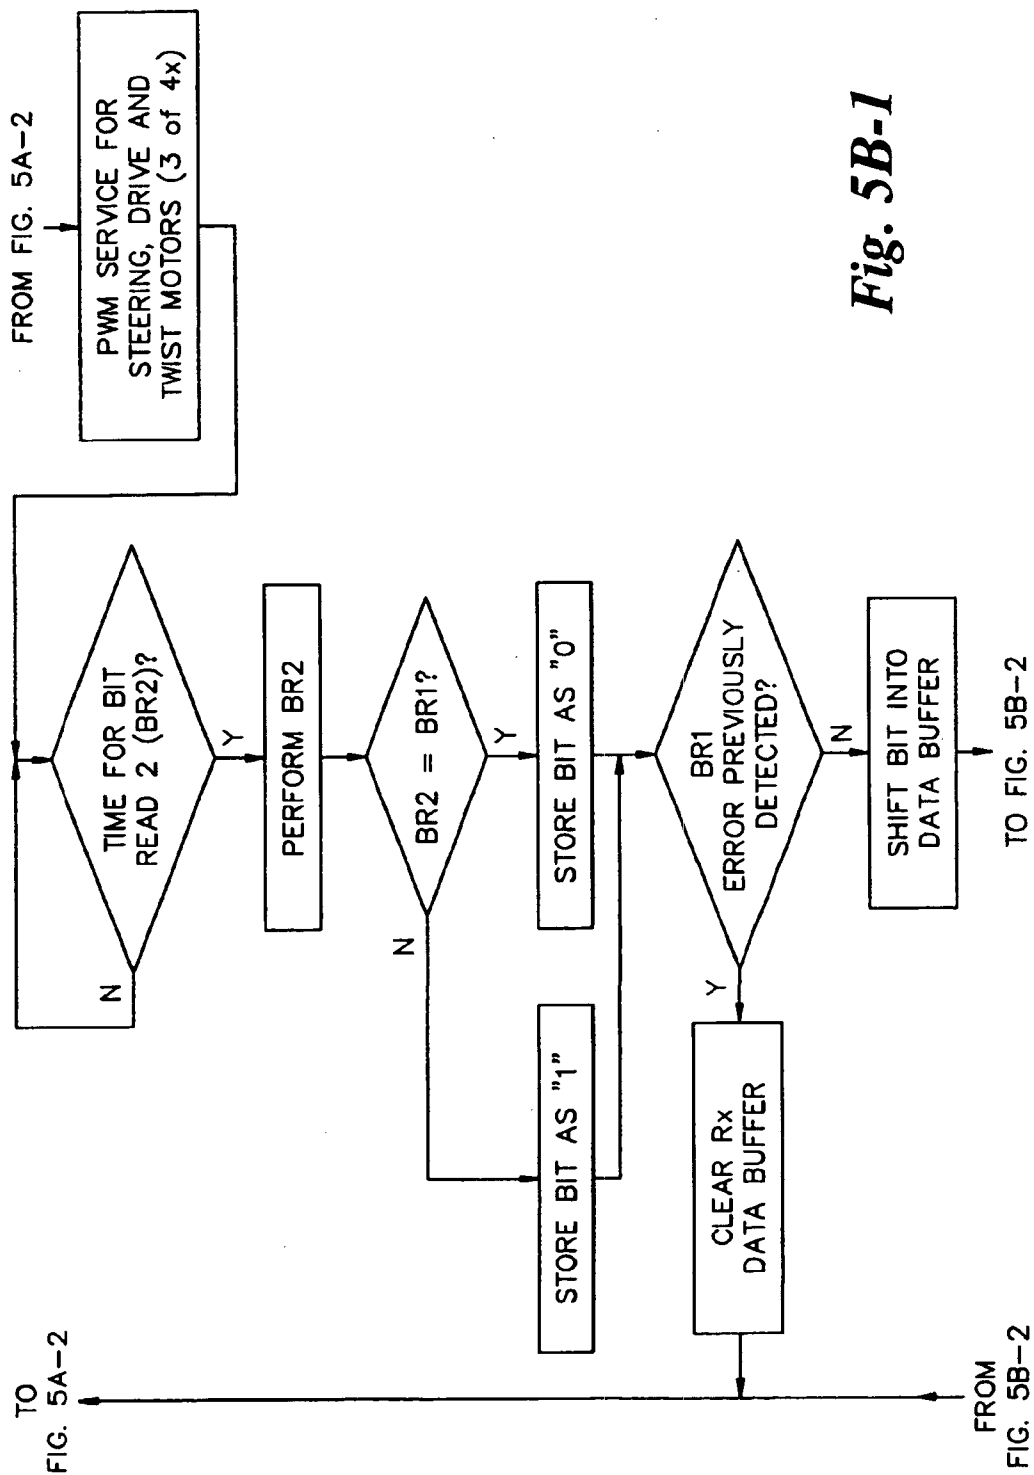 FROM FIG. 5A-2
PWM SERVICE FOR
STEERING, DRIVE AND
TWIST MOTORS (3 of 4x)
TIME FOR BIT
READ 2 (BR2)?
N
Y
PERFORM BR2
BR2 = BR1?
N
Y
STORE BIT AS "0"
STORE BIT AS "1"
BR1
ERROR PREVIOUSLY
DETECTED?
Y
N
CLEAR Rx
DATA BUFFER
SHIFT BIT INTO
DATA BUFFER
TO FIG. 5B-2
TO
FIG. 5A-2
FROM
FIG. 5B-2
Fig. 5B-1